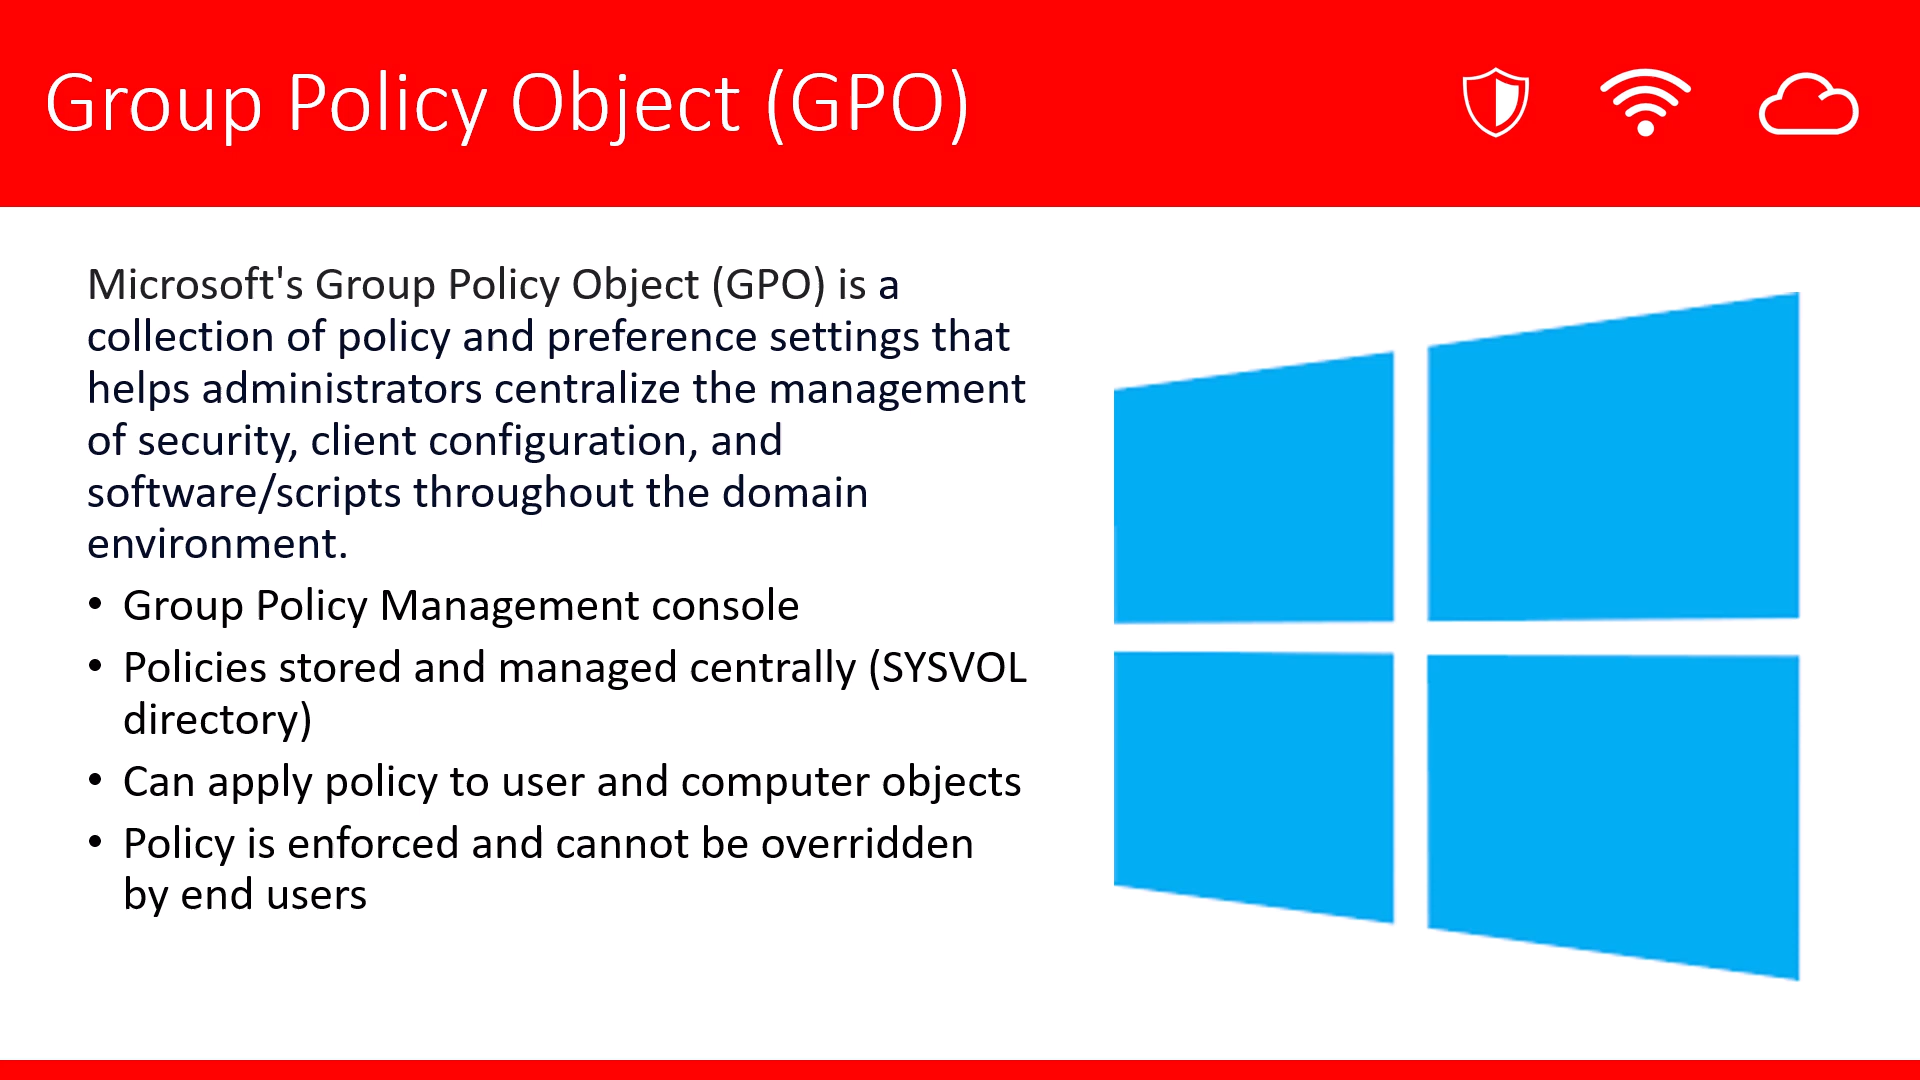 Group Policy Object (GPO)
Microsoft's Group Policy Object (GPO) is a
collection of policy and preference settings that
helps administrators centralize the management
of security, client configuration, and
software/scripts throughout the domain
environment.
• Group Policy Management console
• Policies stored and managed centrally (SYSVOL
directory)
• Can apply policy to user and computer objects
• Policy is enforced and cannot be overridden
by end users